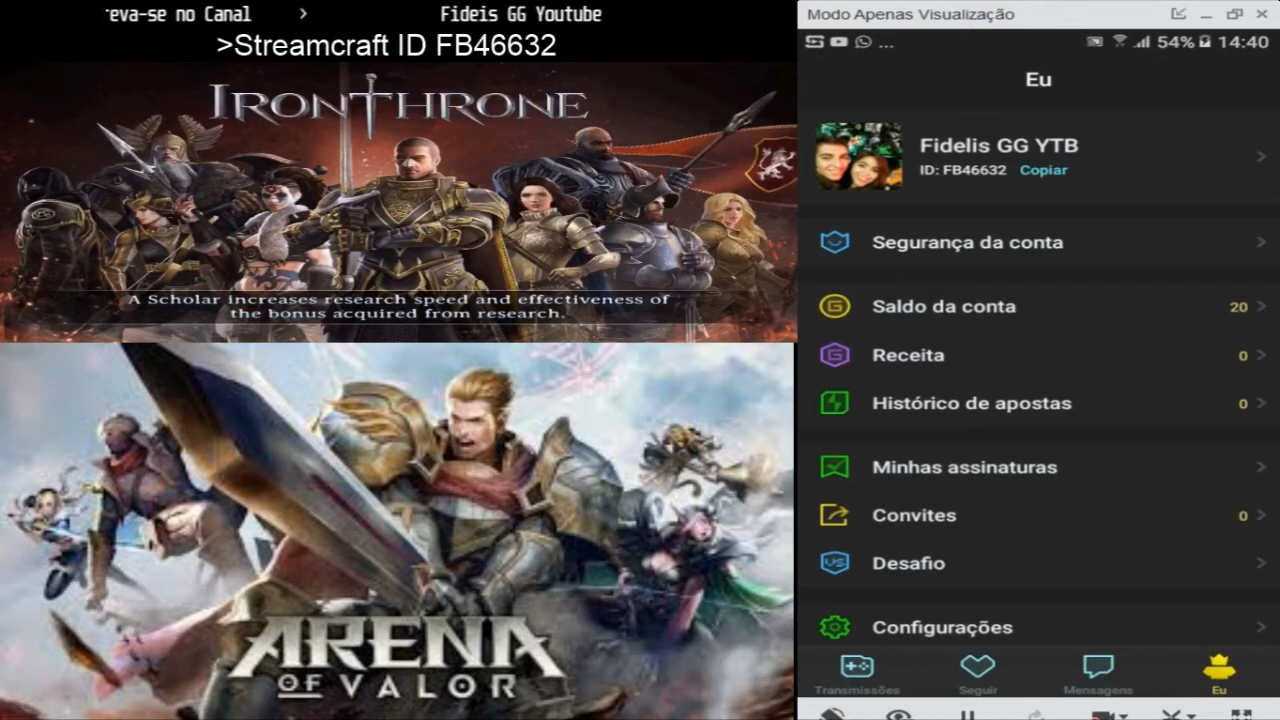 reva-se no Canal > Fideis GG Youtube
>Streamcraft ID FB46632
IRONTHRONE
A Scholar increases research speed and effectiveness of
the bonus acquired from research.
ARENA
OF VALOR
Modo Apenas Visualização
... 54% 14:40
Eu
Fidelis GG YTB
ID: FB46632 Copiar
Segurança da conta
Saldo da conta 20
Receita 0
Histórico de apostas 0
Minhas assinaturas
Convites 0
Desafio
Configurações
Transmissões Seguir Mensagens Eu